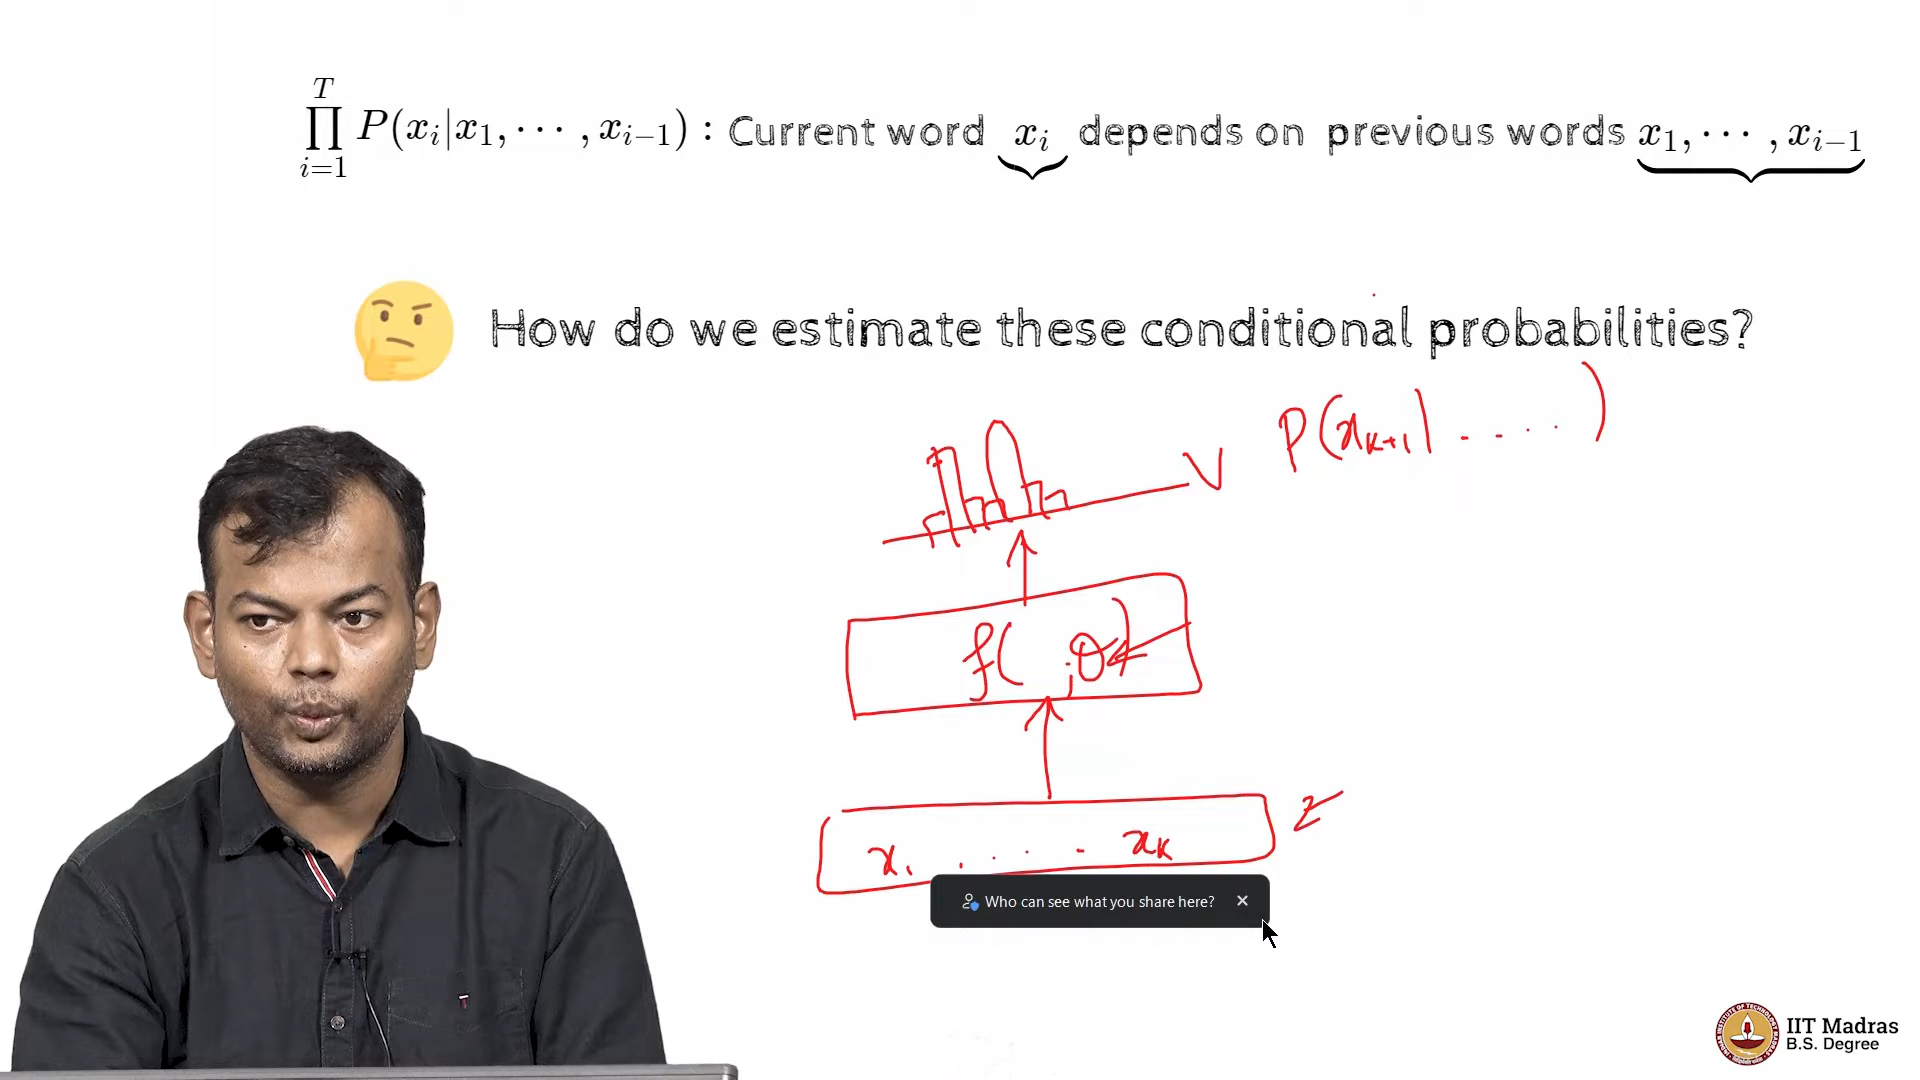 T
∏ P(x_i|x_1, ⋯ , x_{i−1}) : Current word x_i depends on previous words x_1, ⋯ , x_{i−1}
i=1
How do we estimate these conditional probabilities?
P(x_{k+1} | . . . . )
V
f( ;θ)
x_1 . . . . . x_k
Who can see what you share here?
IIT Madras
B.S. Degree